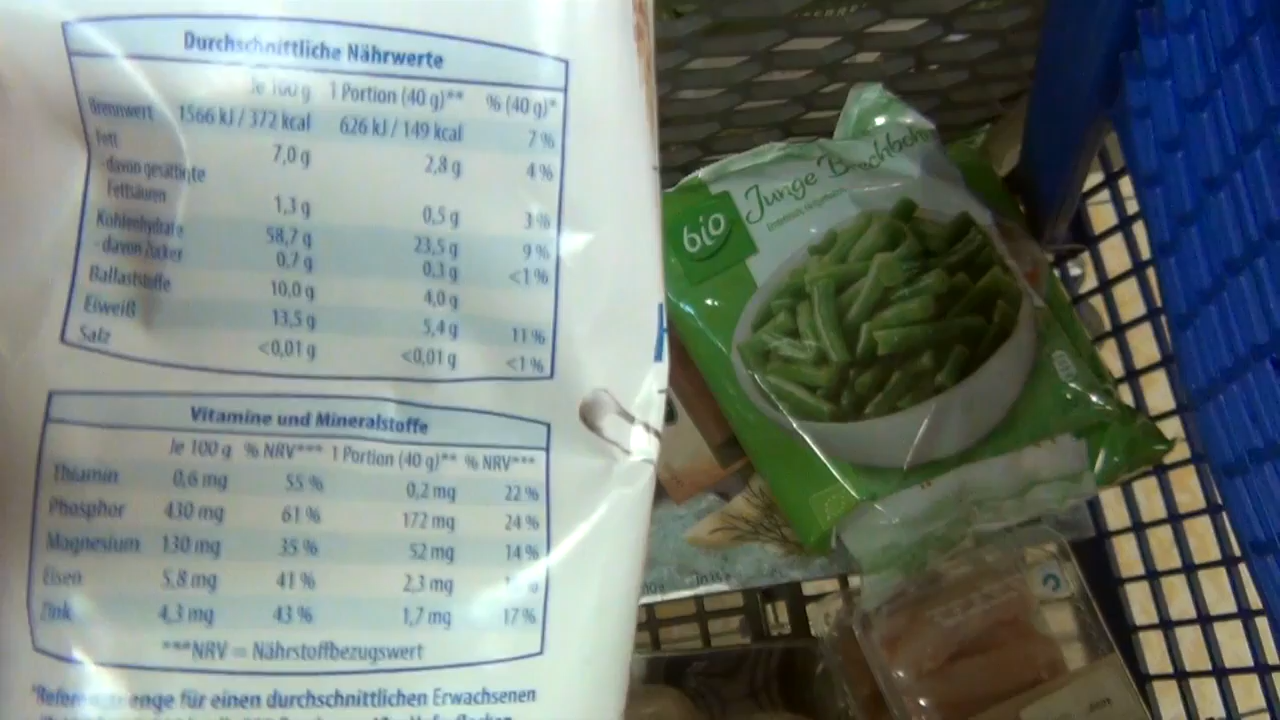 Durchschnittliche Nährwerte
Je 100 g 1 Portion (40 g)** % (40 g)*
Brennwert 1566 kJ / 372 kcal 626 kJ / 149 kcal 7 %
Fett 7,0 g 2,8 g 4 %
- davon gesättigte
Fettsäuren 1,3 g 0,5 g 3 %
Kohlenhydrate 58,7 g 23,5 g 9 %
- davon Zucker 0,7 g 0,3 g <1 %
Ballaststoffe 10,0 g 4,0 g
Eiweiß 13,5 g 5,4 g 11 %
Salz <0,01 g <0,01 g <1 %
Vitamine und Mineralstoffe
Je 100 g % NRV*** 1 Portion (40 g)** % NRV***
Thiamin 0,6 mg 55 % 0,2 mg 22 %
Phosphor 430 mg 61 % 172 mg 24 %
Magnesium 130 mg 35 % 52 mg 14 %
Eisen 5,8 mg 41 % 2,3 mg
Zink 4,3 mg 43 % 1,7 mg 17 %
***NRV = Nährstoffbezugswert
für einen durchschnittlichen Erwachsenen
bio
Junge